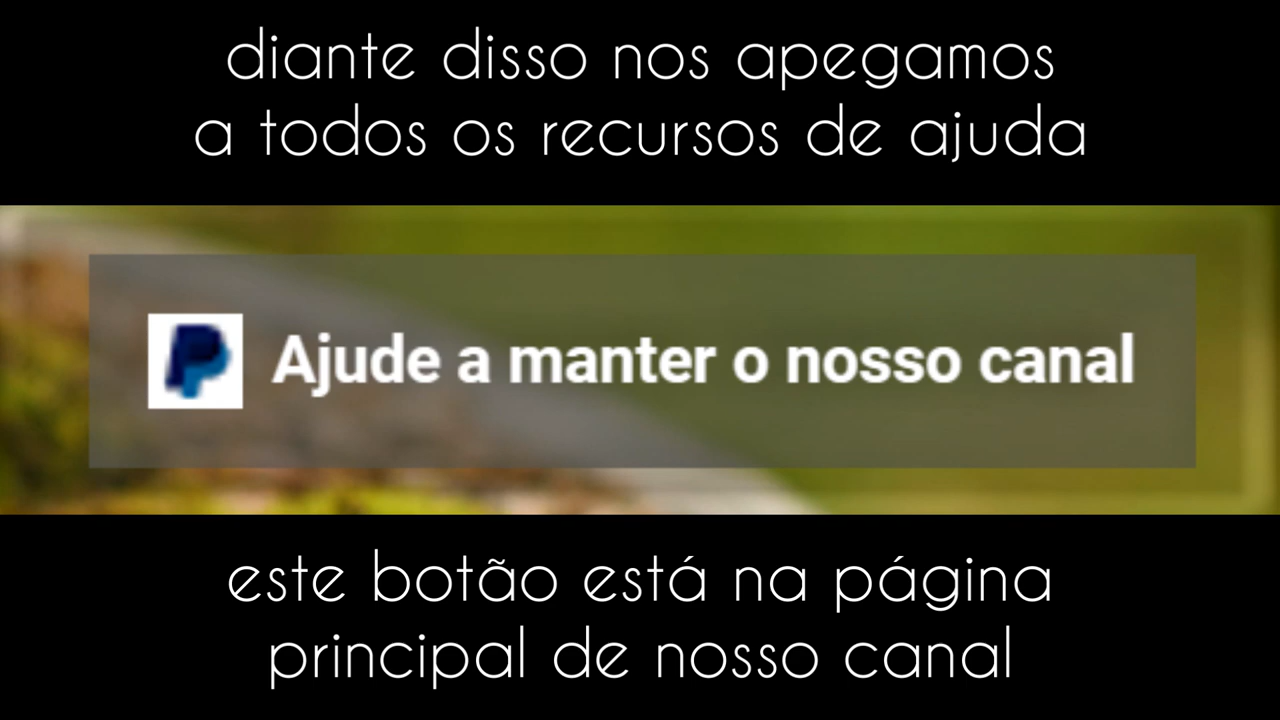 diante disso nos apegamos
a todos os recursos de ajuda
Ajude a manter o nosso canal
este botão está na página
principal de nosso canal